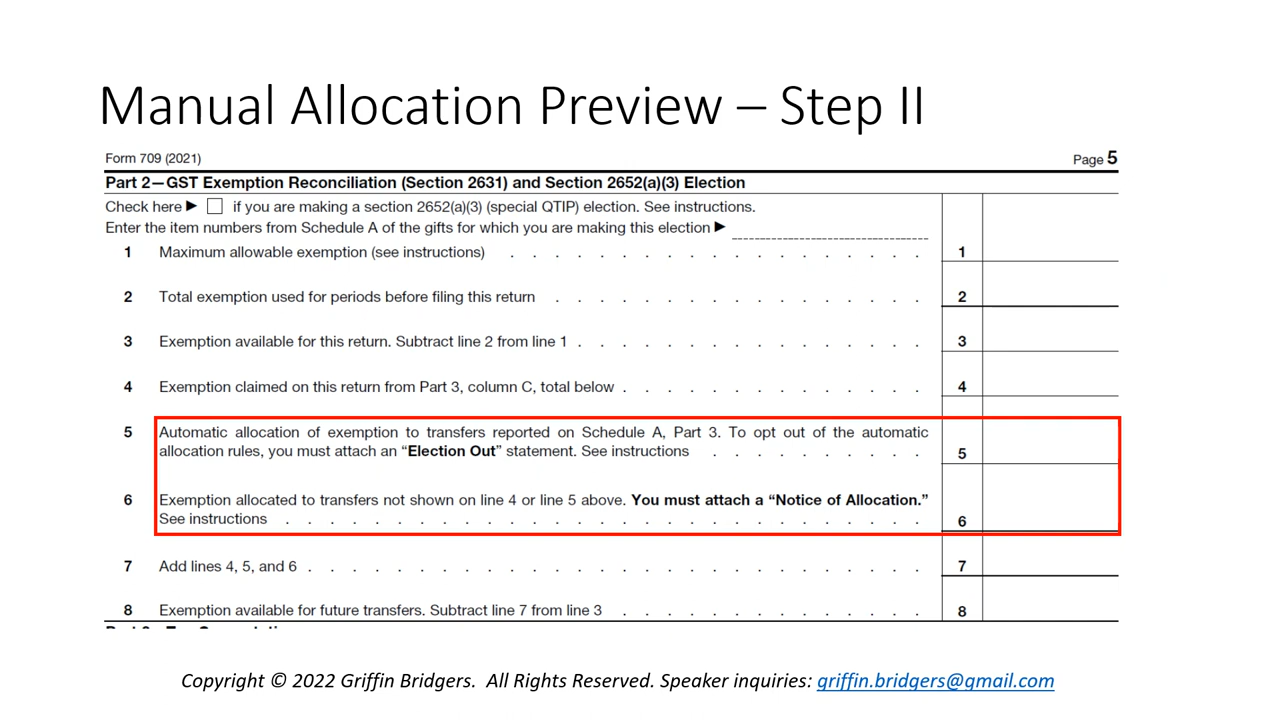 Manual Allocation Preview – Step II
Form 709 (2021) Page 5
Part 2—GST Exemption Reconciliation (Section 2631) and Section 2652(a)(3) Election
Check here ▶ ☐ if you are making a section 2652(a)(3) (special QTIP) election. See instructions.
Enter the item numbers from Schedule A of the gifts for which you are making this election ▶
1 Maximum allowable exemption (see instructions) . . . . . . . . . . . . . . . . . . . 1
2 Total exemption used for periods before filing this return . . . . . . . . . . . . . . . . . 2
3 Exemption available for this return. Subtract line 2 from line 1 . . . . . . . . . . . . . . . . 3
4 Exemption claimed on this return from Part 3, column C, total below . . . . . . . . . . . . . . 4
5 Automatic allocation of exemption to transfers reported on Schedule A, Part 3. To opt out of the automatic
allocation rules, you must attach an “Election Out” statement. See instructions . . . . . . . . . . 5
6 Exemption allocated to transfers not shown on line 4 or line 5 above. You must attach a “Notice of Allocation.”
See instructions . . . . . . . . . . . . . . . . . . . . . . . . . . . . . 6
7 Add lines 4, 5, and 6 . . . . . . . . . . . . . . . . . . . . . . . . . . . . 7
8 Exemption available for future transfers. Subtract line 7 from line 3 . . . . . . . . . . . . . . 8
Copyright © 2022 Griffin Bridgers. All Rights Reserved. Speaker inquiries: griffin.bridgers@gmail.com